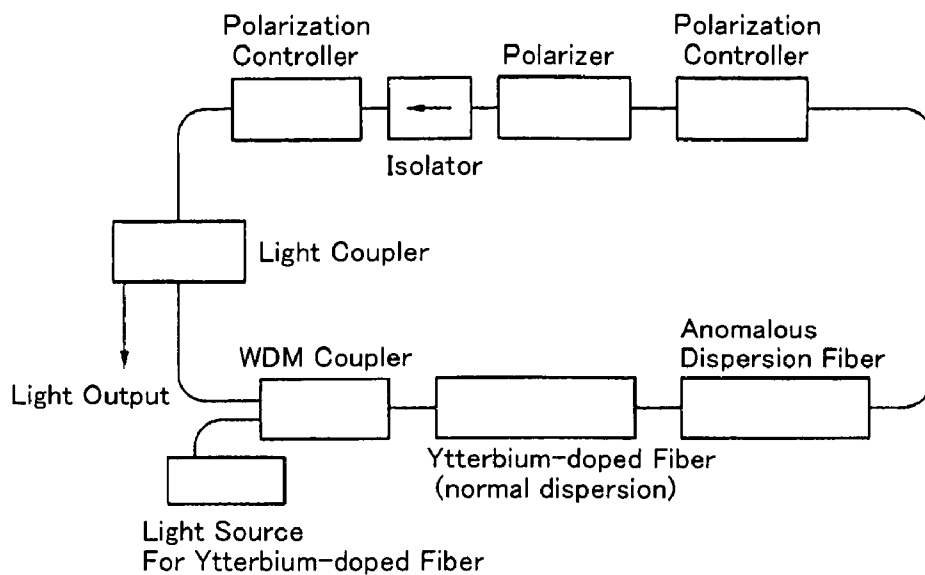 Polarization
Controller
Polarizer
Polarization
Controller
Isolator
Light Coupler
Light Output
WDM Coupler
Anomalous
Dispersion Fiber
Ytterbium-doped Fiber
(normal dispersion)
Light Source
For Ytterbium-doped Fiber